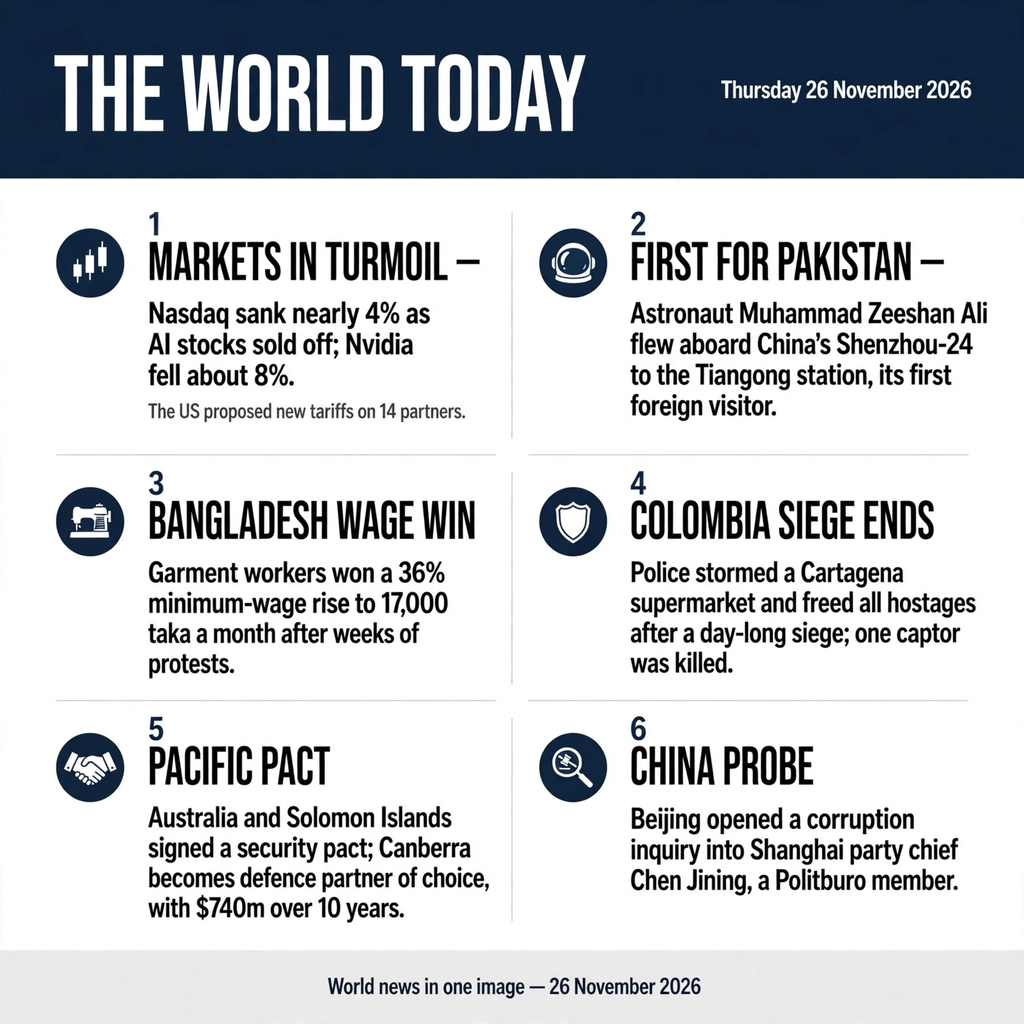 THE WORLD TODAY
Thursday 26 November 2026
1
MARKETS IN TURMOIL —
Nasdaq sank nearly 4% as
AI stocks sold off; Nvidia
fell about 8%.
The US proposed new tariffs on 14 partners.
2
FIRST FOR PAKISTAN —
Astronaut Muhammad Zeeshan Ali
flew aboard China's Shenzhou-24
to the Tiangong station, its first
foreign visitor.
3
BANGLADESH WAGE WIN
Garment workers won a 36%
minimum-wage rise to 17,000
taka a month after weeks of
protests.
4
COLOMBIA SIEGE ENDS
Police stormed a Cartagena
supermarket and freed all hostages
after a day-long siege; one captor
was killed.
5
PACIFIC PACT
Australia and Solomon Islands
signed a security pact; Canberra
becomes defence partner of choice,
with $740m over 10 years.
6
CHINA PROBE
Beijing opened a corruption
inquiry into Shanghai party chief
Chen Jining, a Politburo member.
World news in one image — 26 November 2026